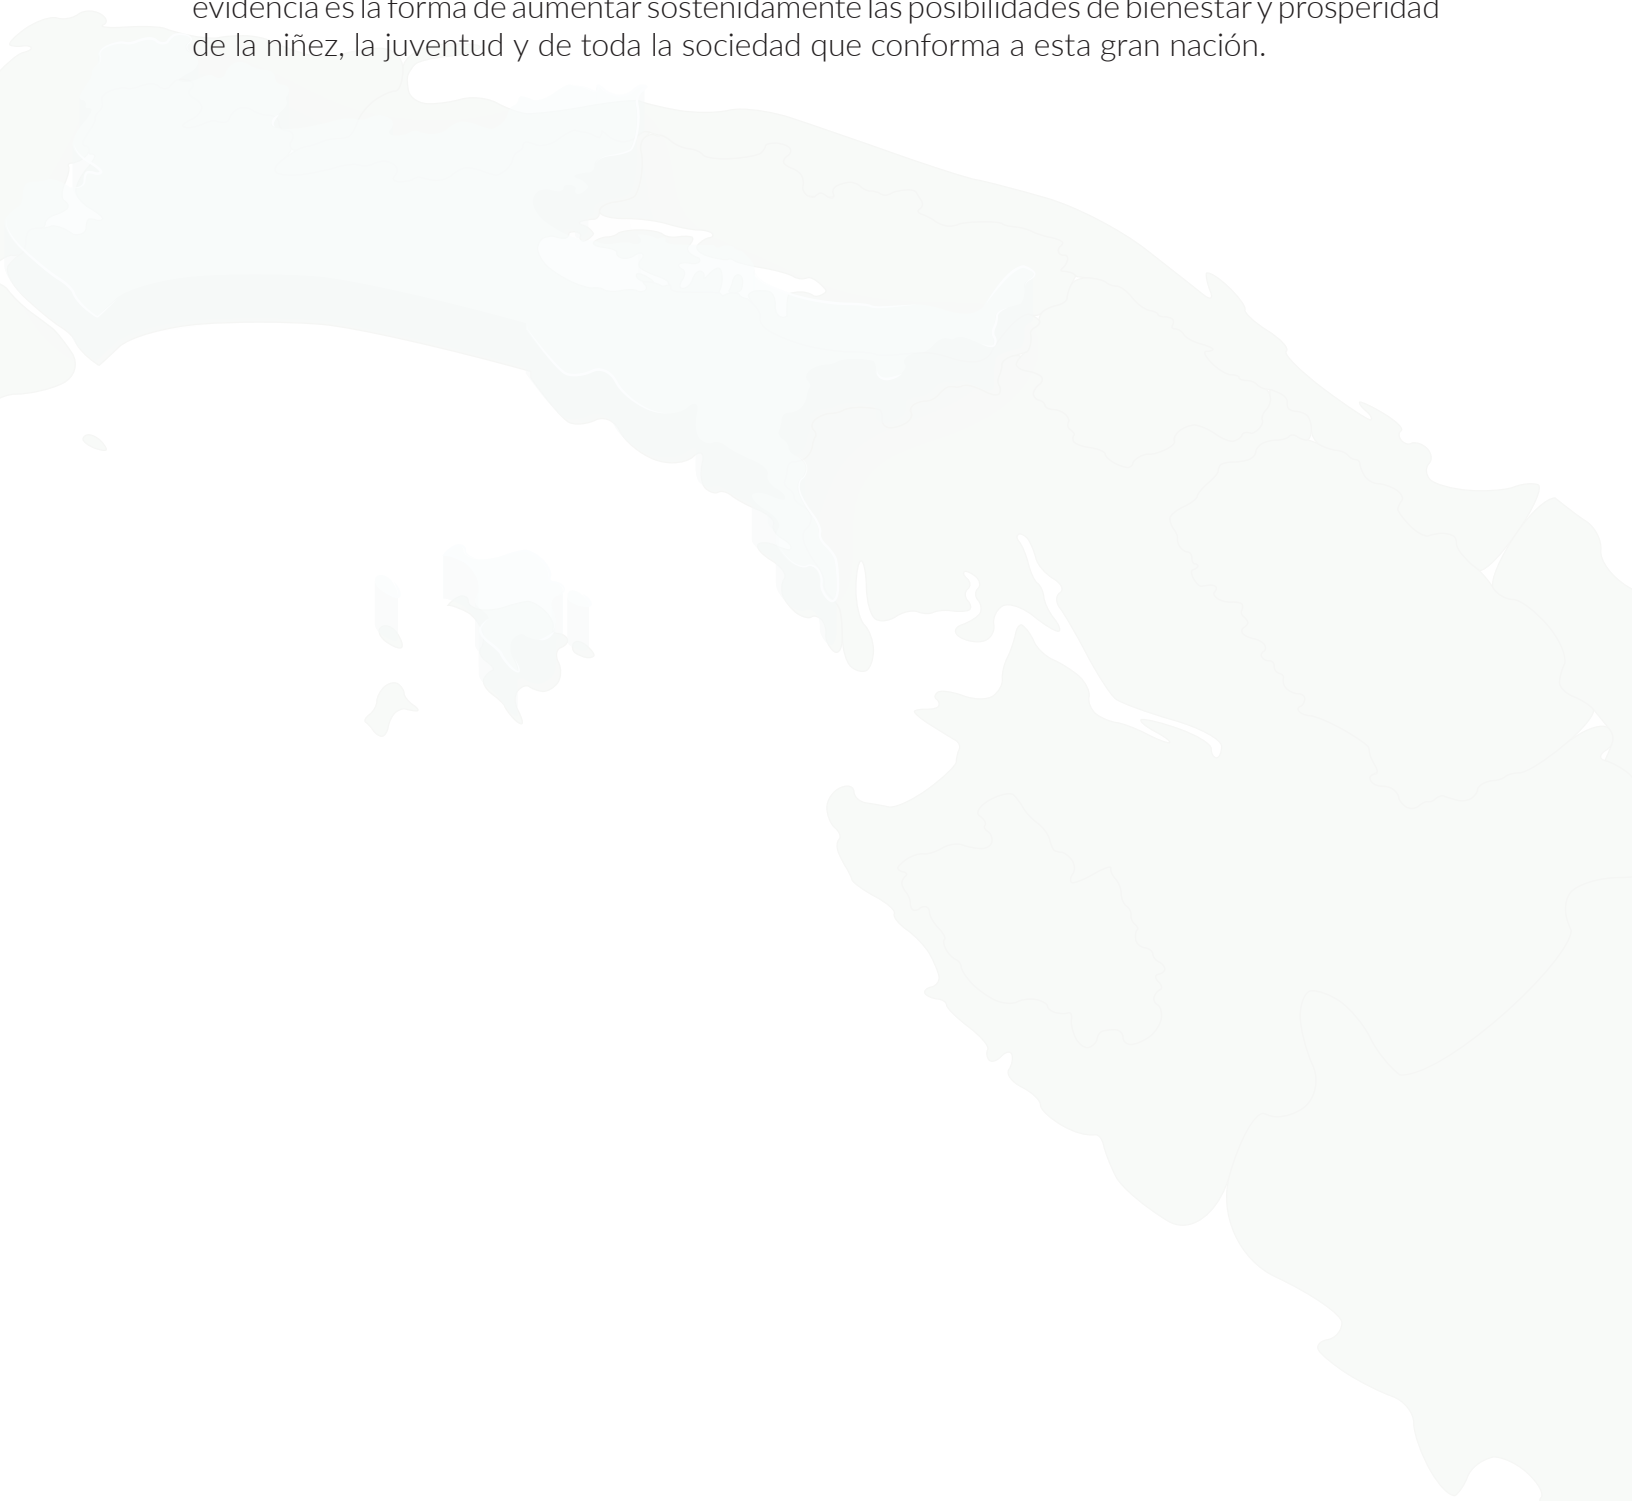 evidencia es la forma de aumentar sostenidamente las posibilidades de bienestar y prosperidad
de la niñez, la juventud y de toda la sociedad que conforma a esta gran nación.